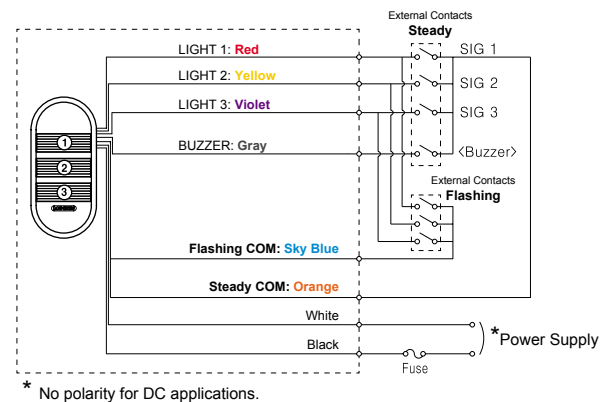 External Contacts
Steady
LIGHT 1: Red
SIG 1
LIGHT 2: Yellow
SIG 2
LIGHT 3: Violet
SIG 3
1
BUZZER: Gray
<Buzzer>
2
External Contacts
Flashing
3
Flashing COM: Sky Blue
Steady COM: Orange
White
*Power Supply
Black
Fuse
* No polarity for DC applications.